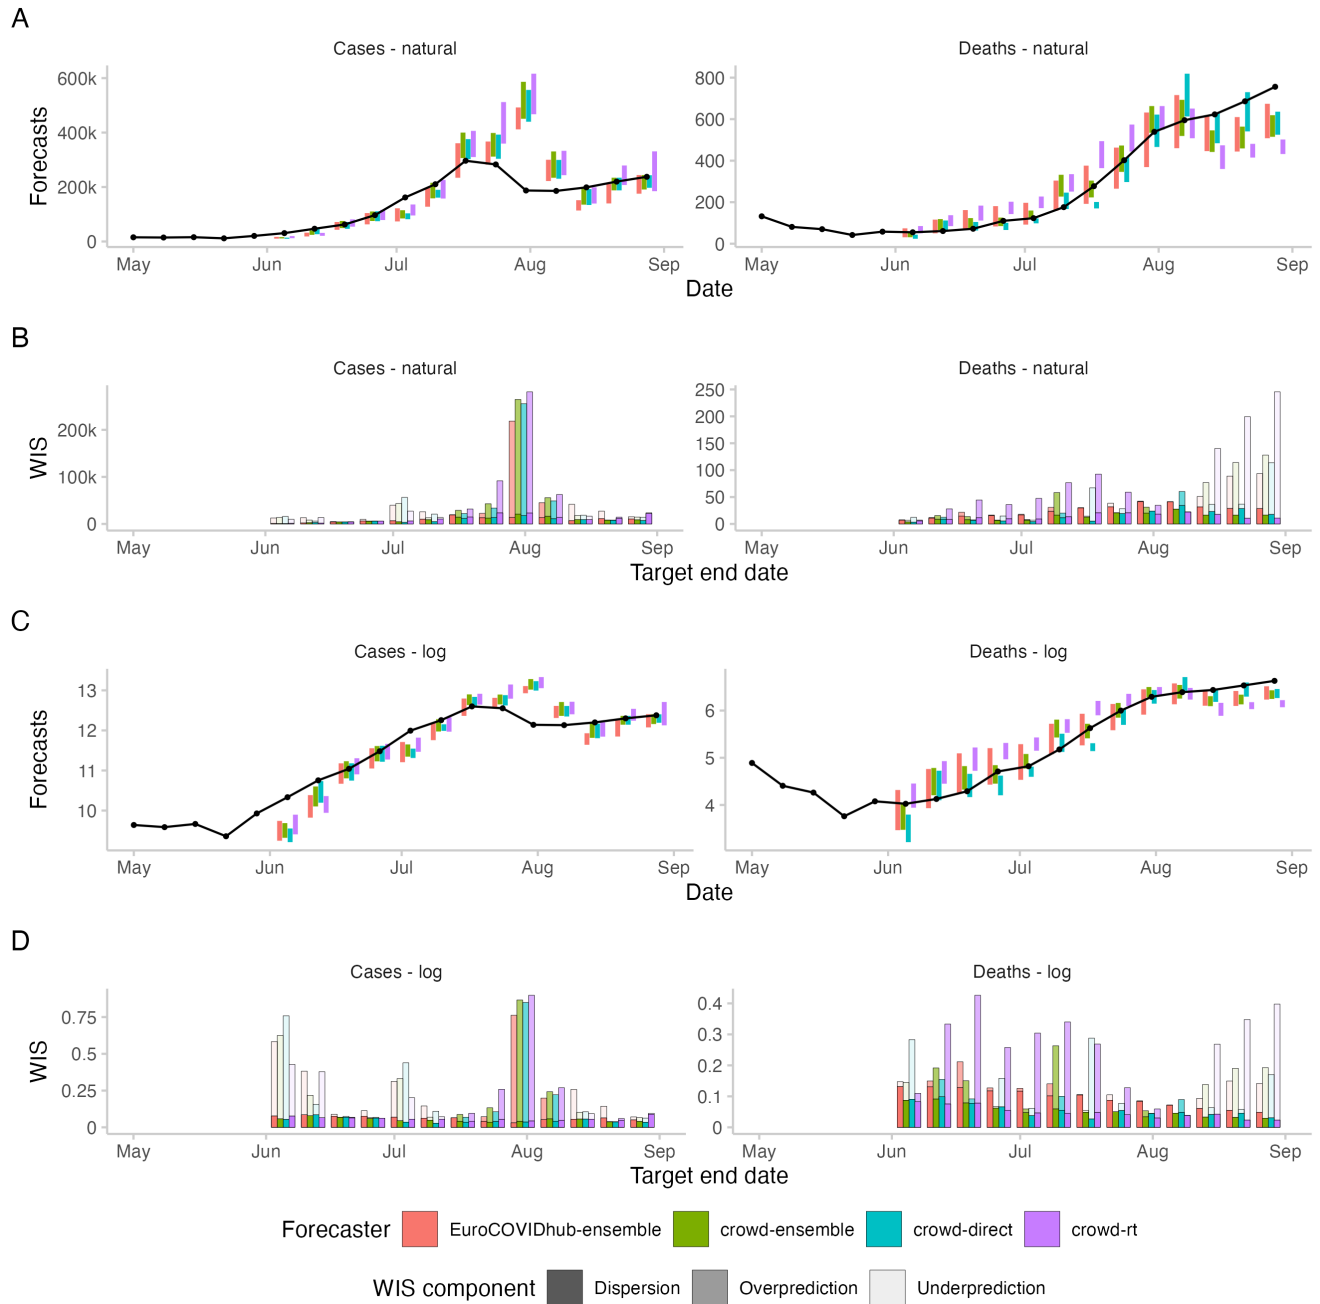 A
Cases - natural
Deaths - natural
Forecasts
600k
400k
200k
0
800
600
400
200
0
May Jun Jul Aug Sep
May Jun Jul Aug Sep
Date
B
Cases - natural
Deaths - natural
WIS
200k
100k
0
250
200
150
100
50
0
May Jun Jul Aug Sep
May Jun Jul Aug Sep
Target end date
C
Cases - log
Deaths - log
Forecasts
13
12
11
10
6
5
4
May Jun Jul Aug Sep
May Jun Jul Aug Sep
Date
D
Cases - log
Deaths - log
WIS
0.75
0.5
0.25
0
0.4
0.3
0.2
0.1
0
May Jun Jul Aug Sep
May Jun Jul Aug Sep
Target end date
Forecaster EuroCOVIDhub-ensemble crowd-ensemble crowd-direct crowd-rt
WIS component Dispersion Overprediction Underprediction